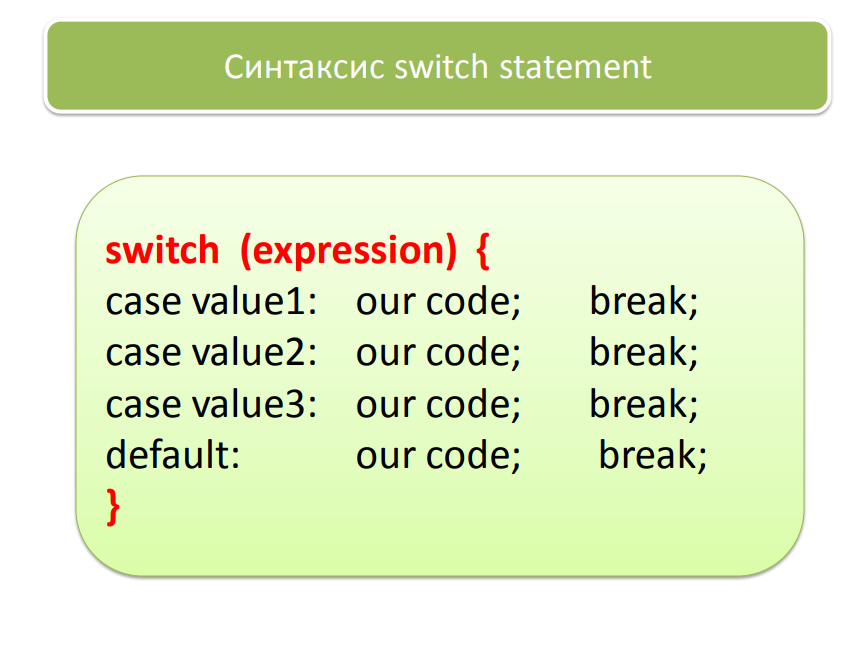 Синтаксис switch statement
switch (expression) {
case value1: our code; break;
case value2: our code; break;
case value3: our code; break;
default: our code; break;
}